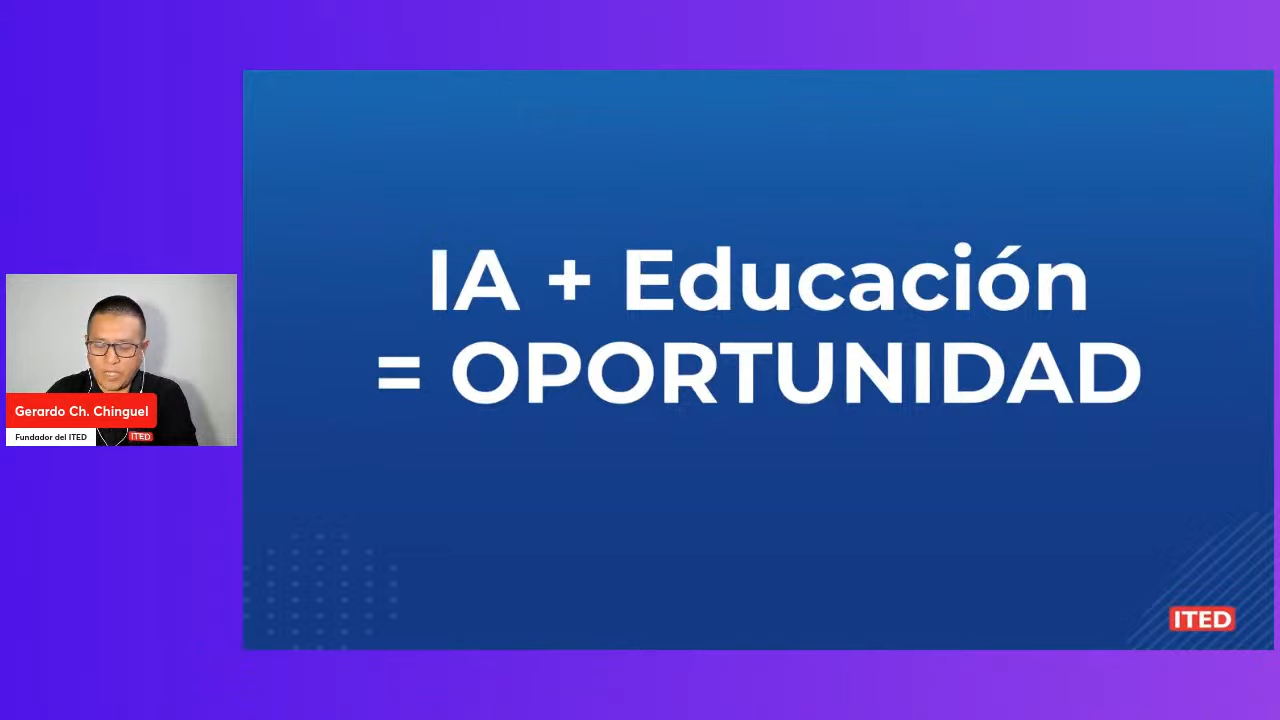 IA + Educación
= OPORTUNIDAD
Gerardo Ch. Chinguel
Fundador del ITED
ITED
ITED